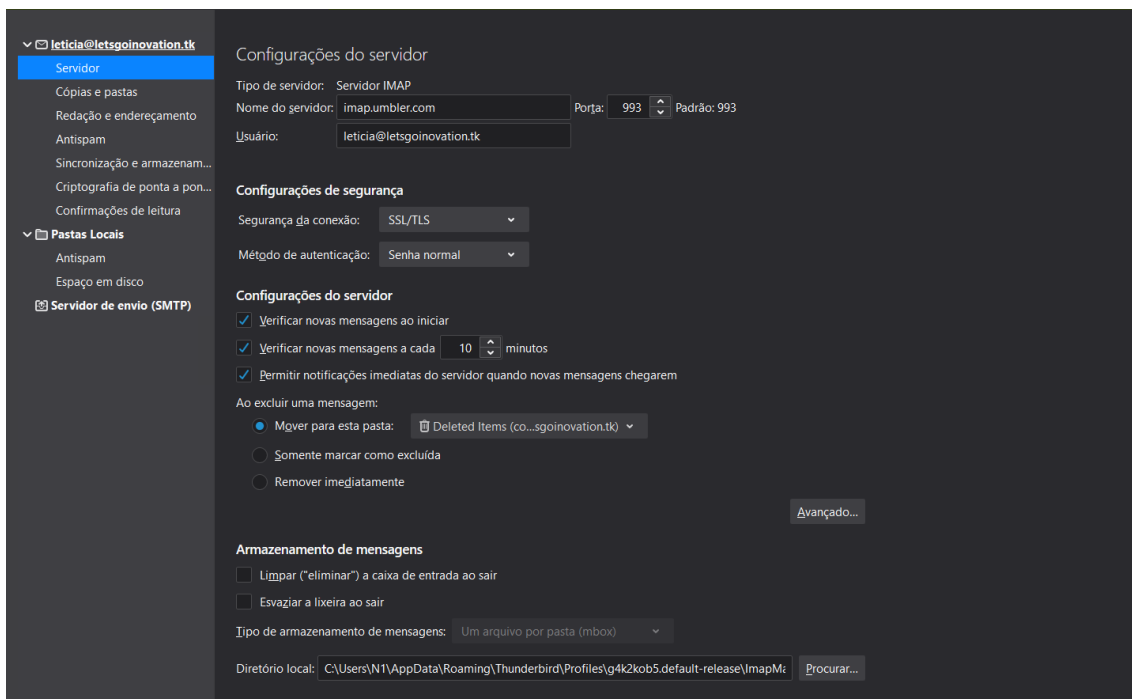 leticia@letsgoinovation.tk
Servidor
Cópias e pastas
Redação e endereçamento
Antispam
Sincronização e armazenam...
Criptografia de ponta a pon...
Confirmações de leitura
Pastas Locais
Antispam
Espaço em disco
Servidor de envio (SMTP)
Configurações do servidor
Tipo de servidor: Servidor IMAP
Nome do servidor: imap.umbler.com Porta: 993 Padrão: 993
Usuário: leticia@letsgoinovation.tk
Configurações de segurança
Segurança da conexão: SSL/TLS
Método de autenticação: Senha normal
Configurações do servidor
Verificar novas mensagens ao iniciar
Verificar novas mensagens a cada 10 minutos
Permitir notificações imediatas do servidor quando novas mensagens chegarem
Ao excluir uma mensagem:
Mover para esta pasta: Deleted Items (co...sgoinovation.tk)
Somente marcar como excluída
Remover imediatamente
Avançado...
Armazenamento de mensagens
Limpar ("eliminar") a caixa de entrada ao sair
Esvaziar a lixeira ao sair
Tipo de armazenamento de mensagens: Um arquivo por pasta (mbox)
Diretório local: C:\Users\N1\AppData\Roaming\Thunderbird\Profiles\g4k2kob5.default-release\ImapMa Procurar...